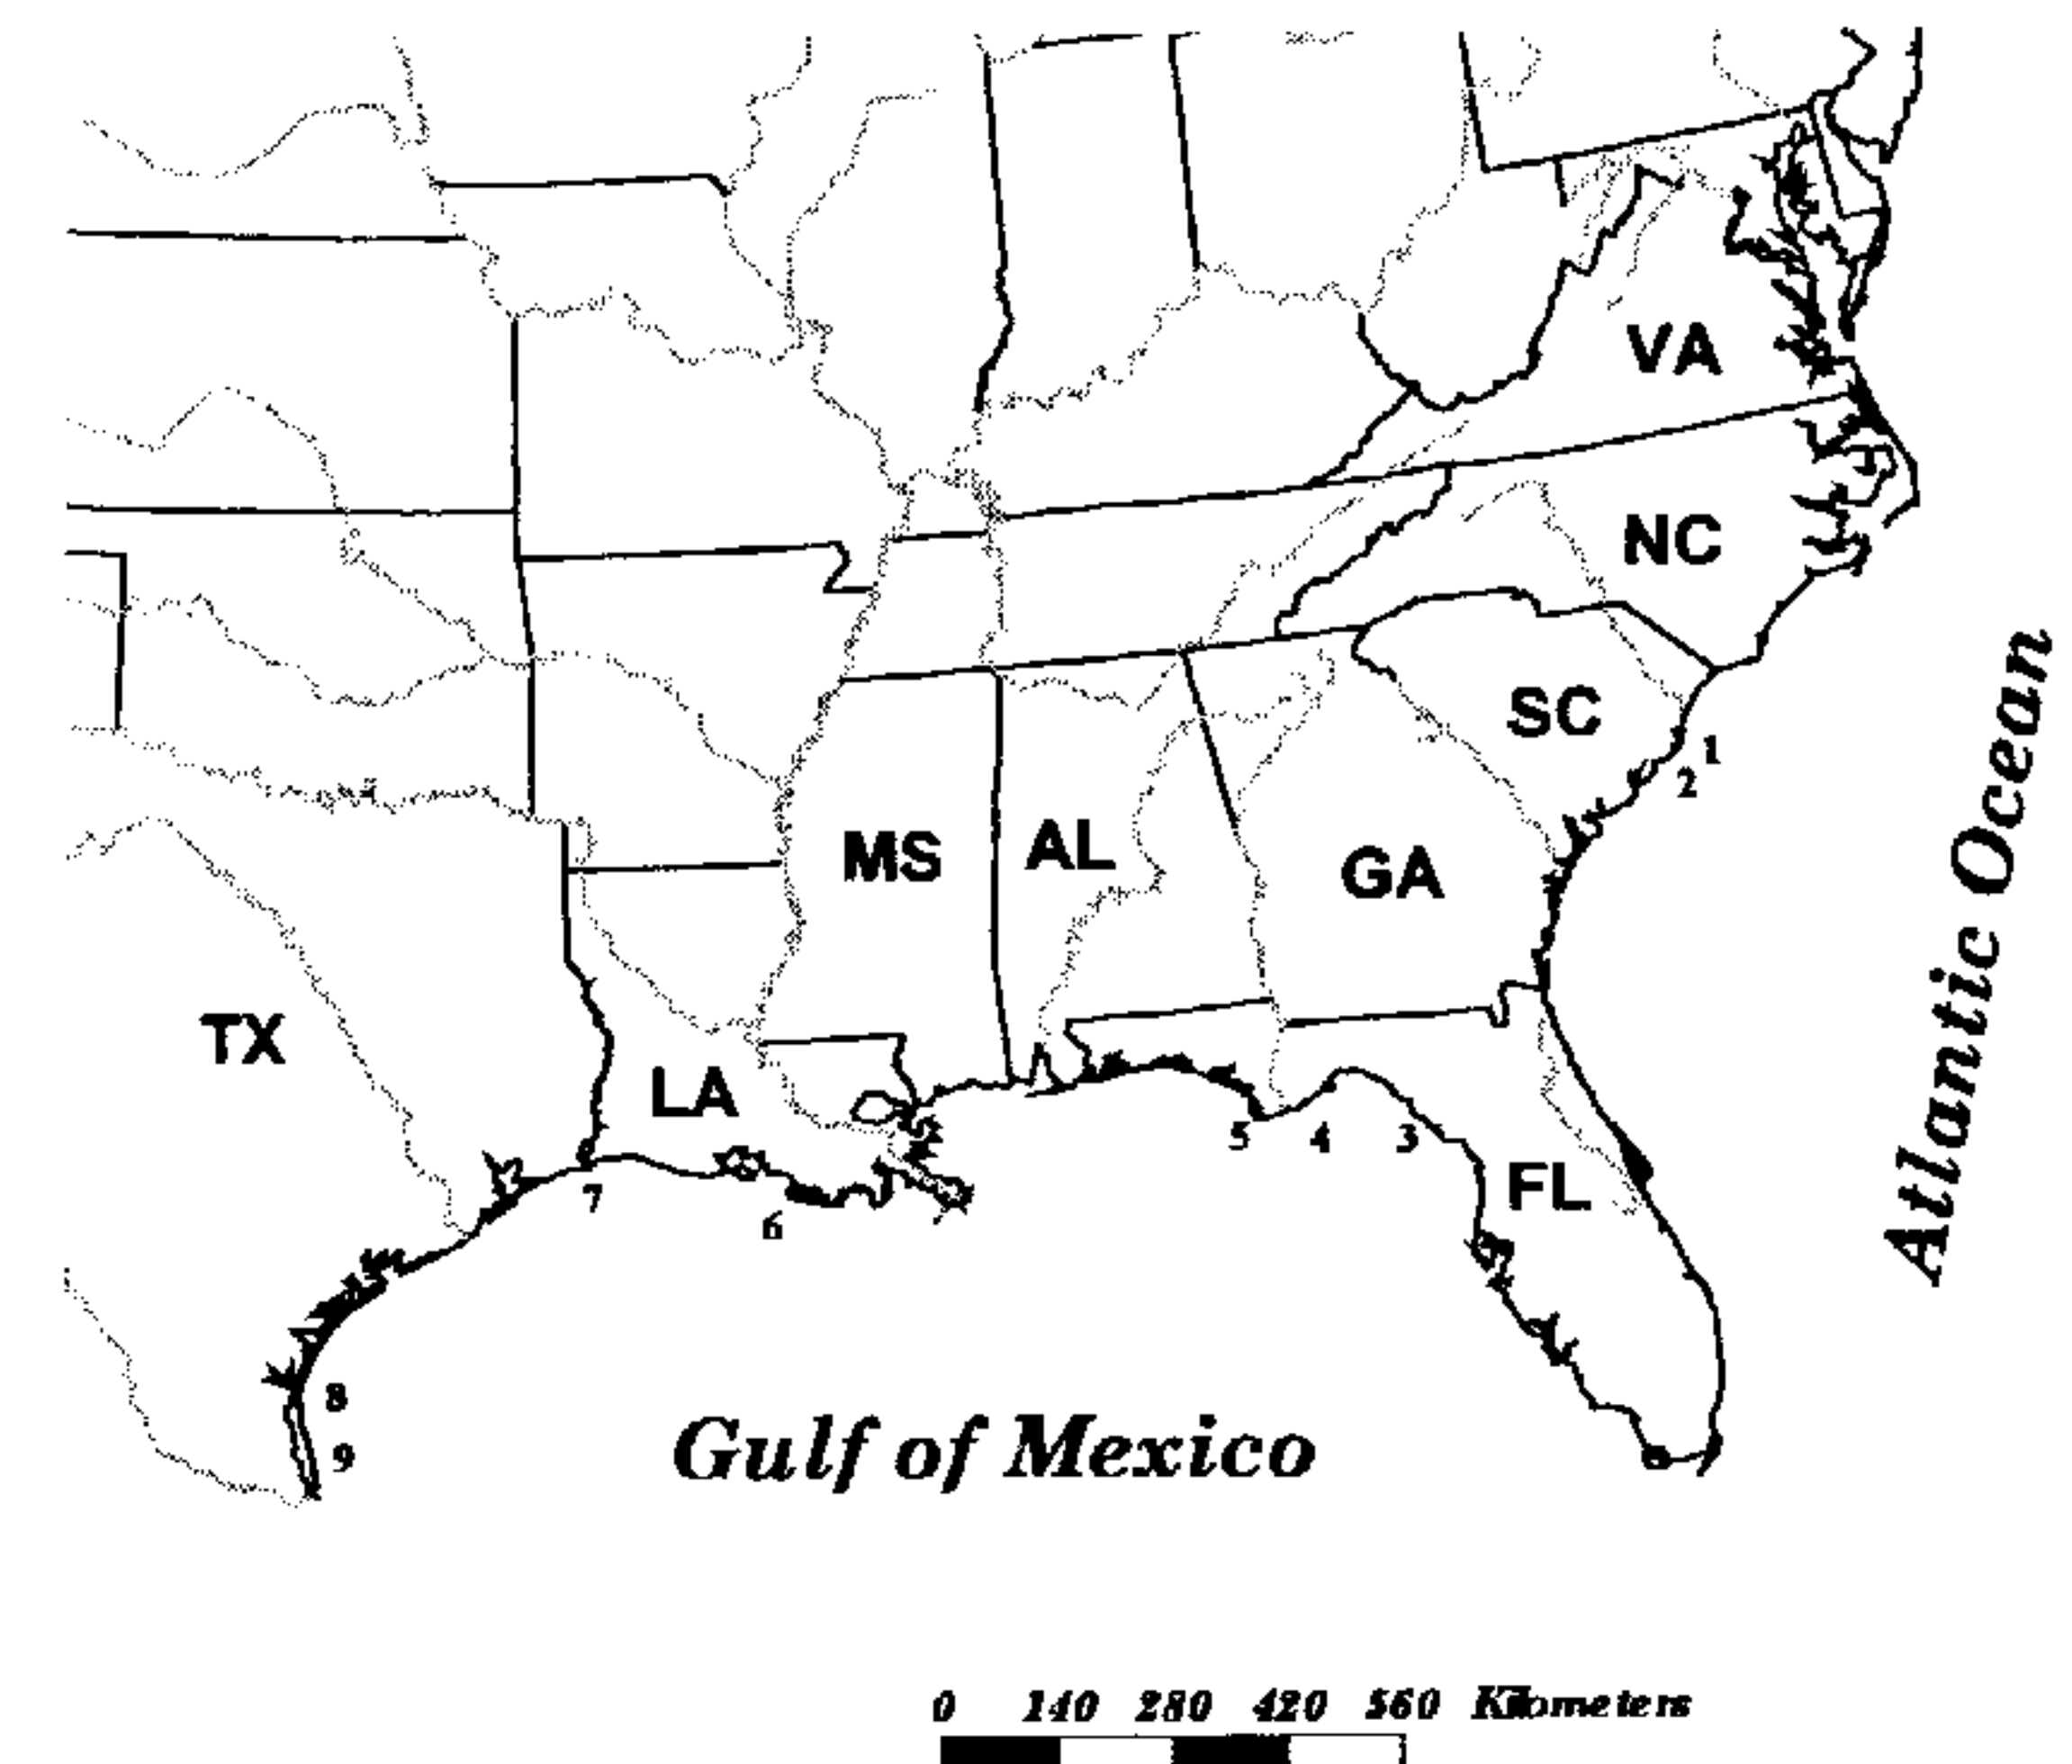 VA
NC
SC
1
2
MS
AL
GA
TX
LA
5
4
3
FL
7
6
8
9
Atlantic Ocean
Gulf of Mexico
0 140 280 420 560 Kilometers